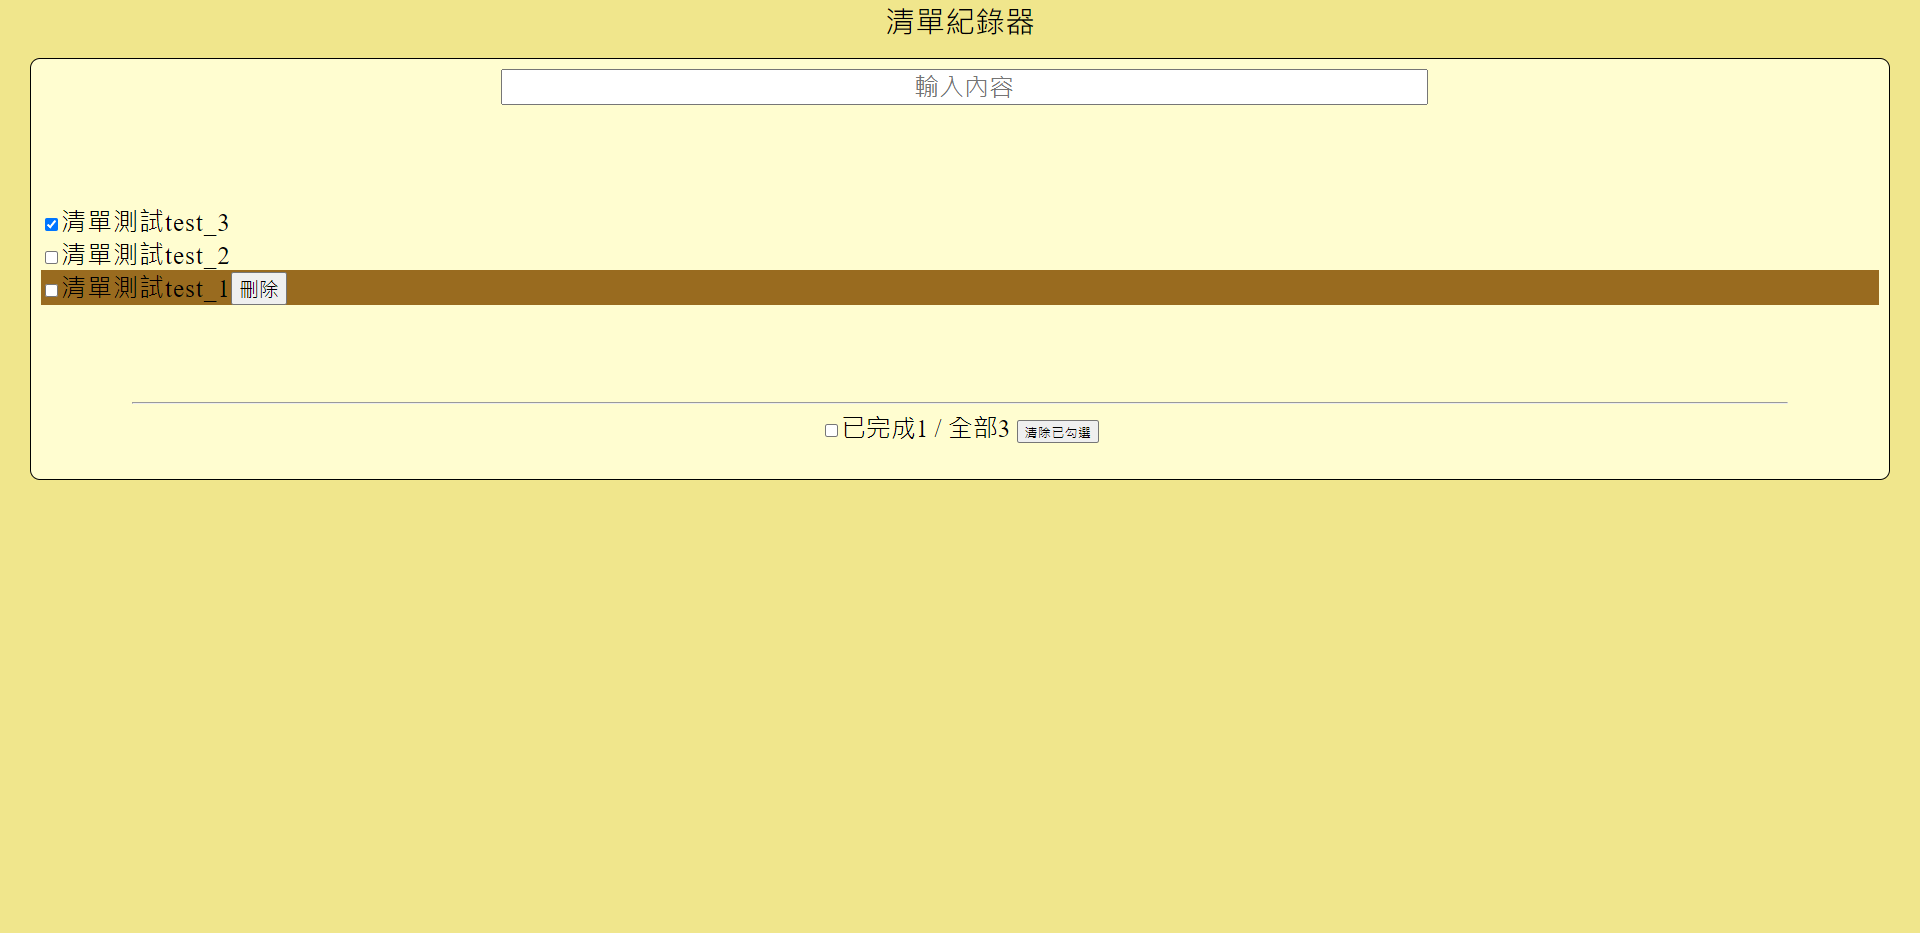 清單紀錄器
輸入內容
清單測試test_3
清單測試test_2
清單測試test_1 刪除
已完成1 / 全部3 清除已勾選